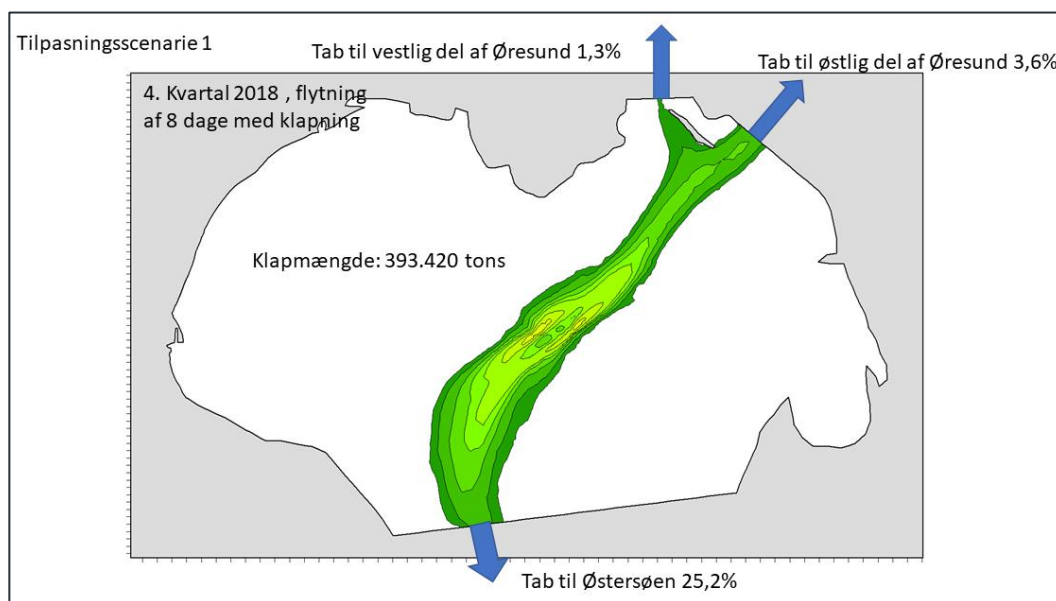 Tilpasningsscenarie 1
Tab til vestlig del af Øresund 1,3%
Tab til østlig del af Øresund 3,6%
4. Kvartal 2018 , flytning
af 8 dage med klapning
Klapmængde: 393.420 tons
Tab til Østersøen 25,2%